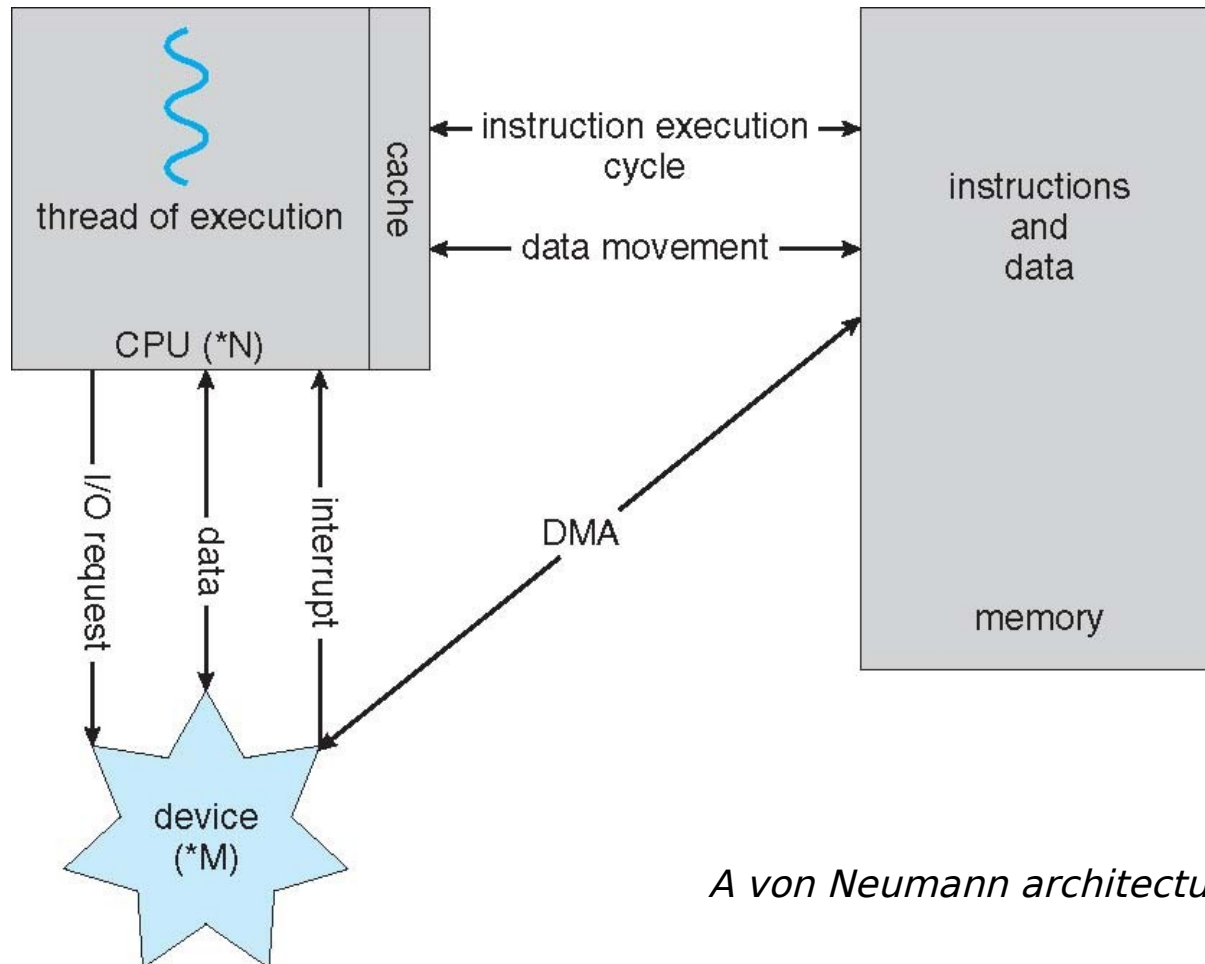 thread of execution
cache
CPU (*N)
instruction execution
cycle
data movement
instructions
and
data
memory
I/O request
data
interrupt
DMA
device
(*M)
A von Neumann architectu